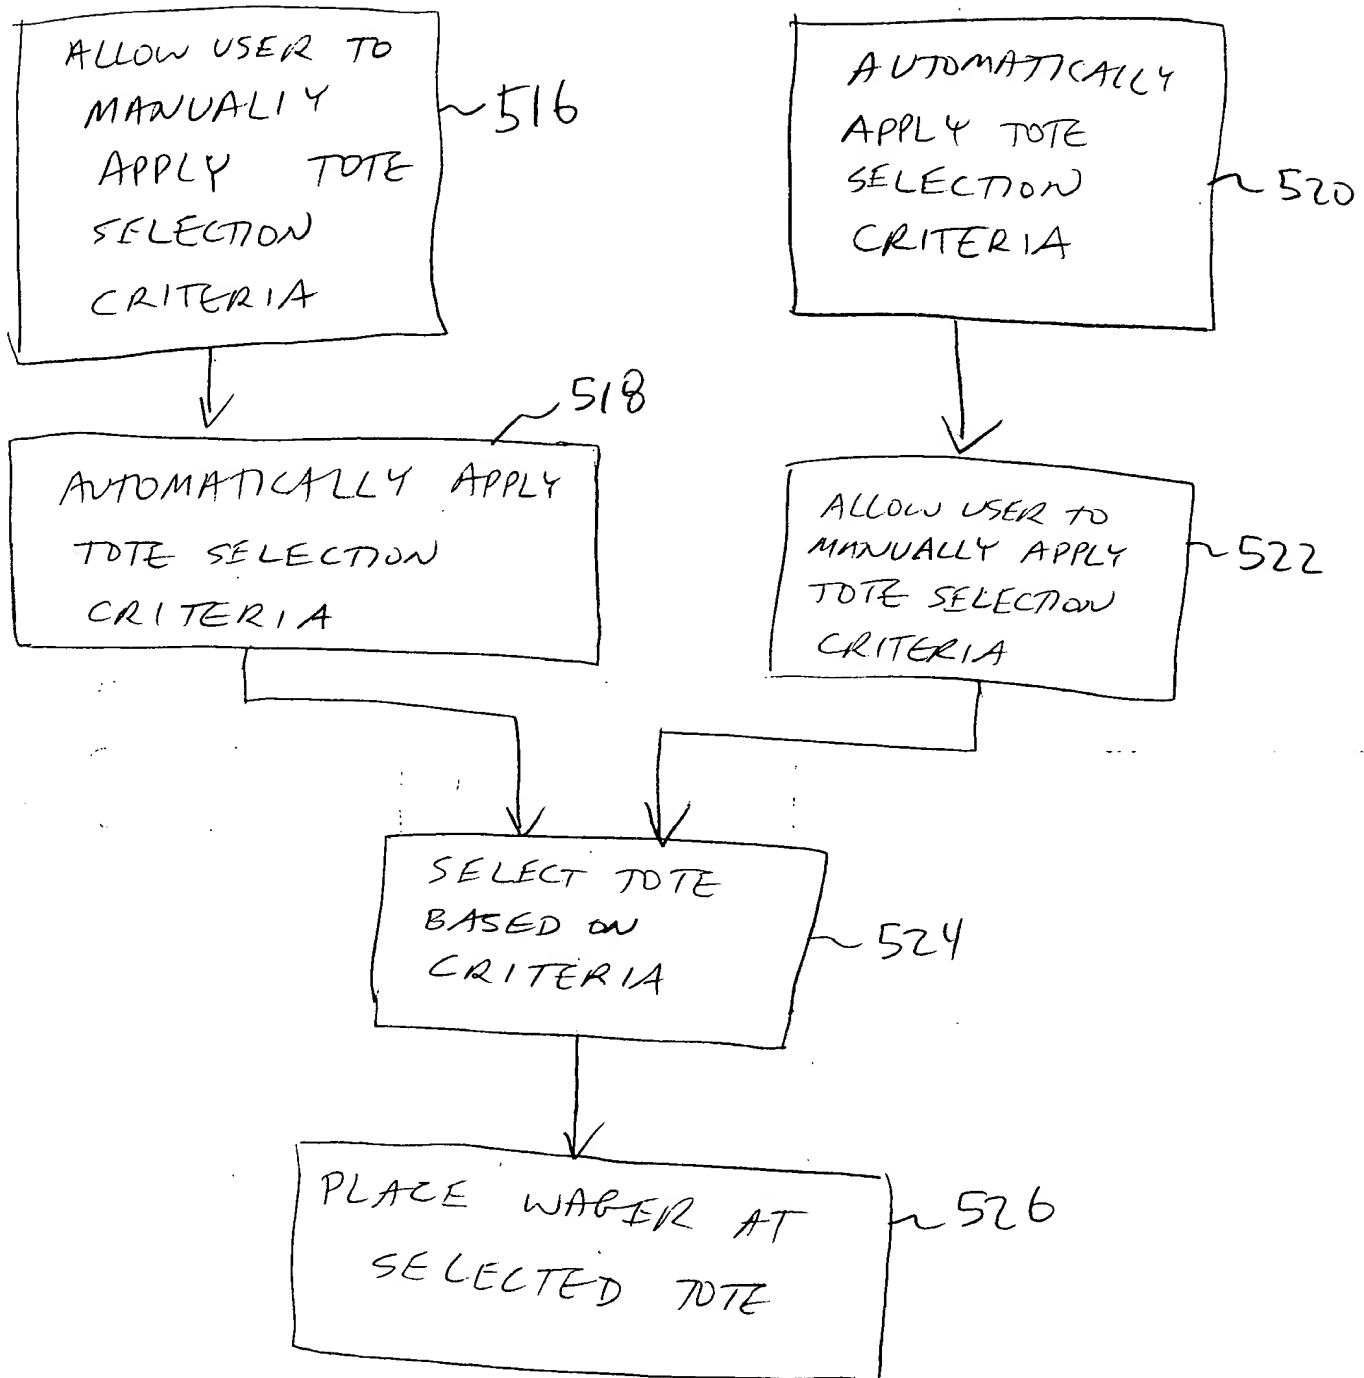 ALLOW USER TO
MANUALLY
APPLY TOTE
SELECTION
CRITERIA
516
AUTOMATICALLY
APPLY TOTE
SELECTION
CRITERIA
520
518
AUTOMATICALLY APPLY
TOTE SELECTION
CRITERIA
ALLOW USER TO
MANUALLY APPLY
TOTE SELECTION
CRITERIA
522
SELECT TOTE
BASED ON
CRITERIA
524
PLACE WAGER AT
SELECTED TOTE
526